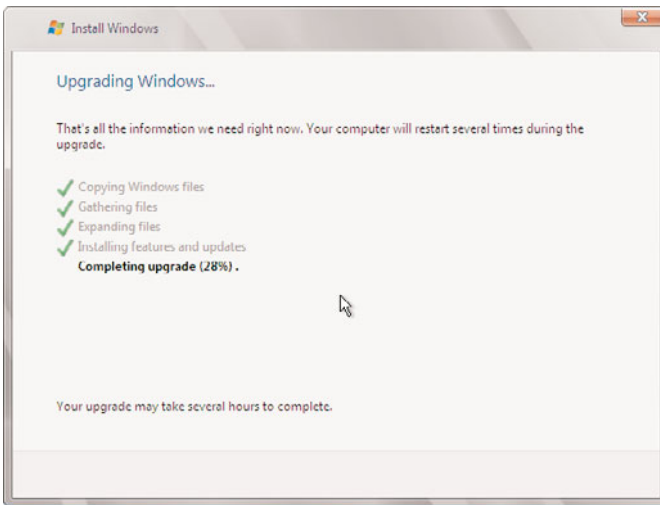 Install Windows
Upgrading Windows...
That's all the information we need right now. Your computer will restart several times during the
upgrade.
Copying Windows files
Gathering files
Expanding files
Installing features and updates
Completing upgrade (28%) .
Your upgrade may take several hours to complete.